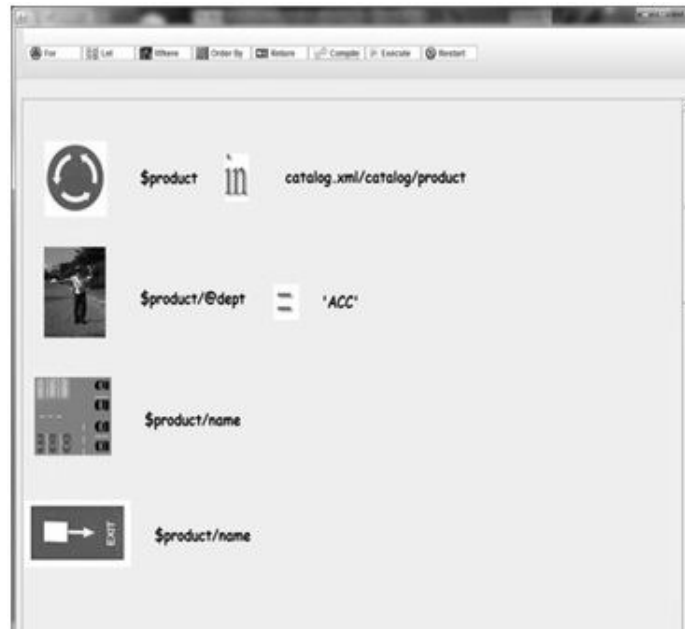 For Let Where Order By Return Compile Execute Restart
$product in catalog.xml/catalog/product
$product/@dept = 'ACC'
$product/name
EXIT $product/name